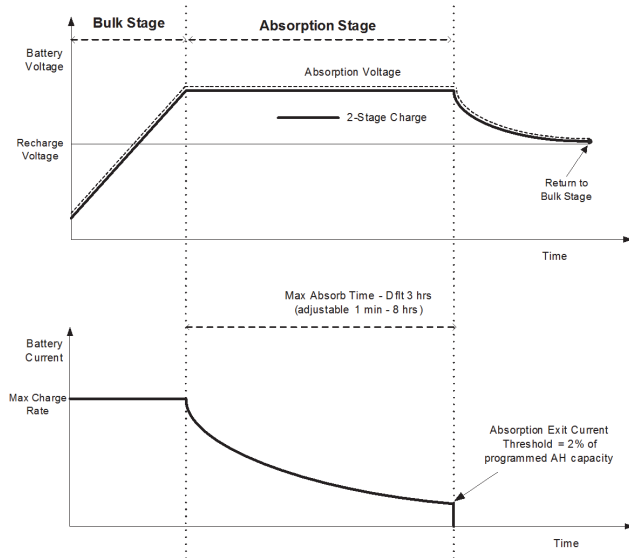 Bulk Stage
Absorption Stage
Battery
Voltage
Absorption Voltage
2-Stage Charge
Recharge
Voltage
Return to
Bulk Stage
Time
Max Absorb Time - Dflt 3 hrs
(adjustable 1 min - 8 hrs)
Battery
Current
Max Charge
Rate
Absorption Exit Current
Threshold = 2% of
programmed AH capacity
Time